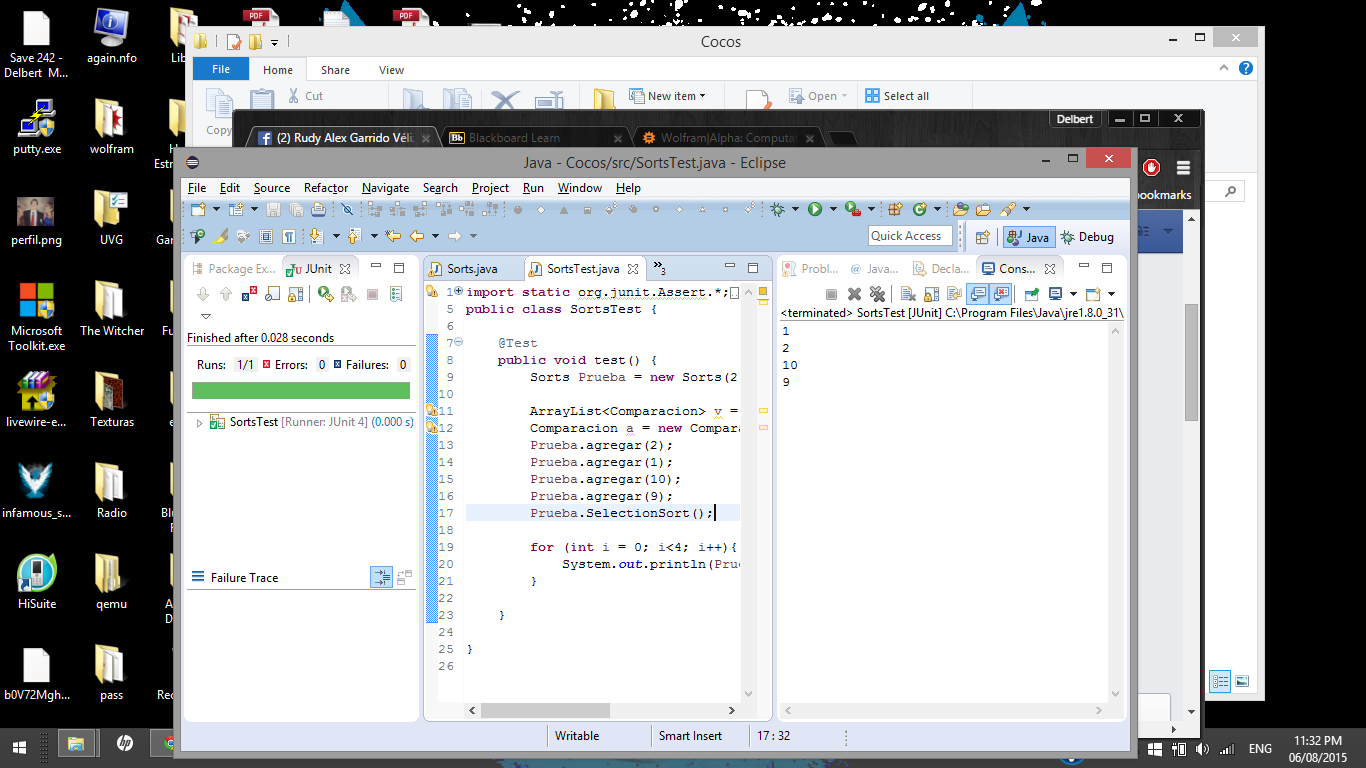 Save 242 -
Delbert M...
again.nfo
Lib
putty.exe
wolfram
H
Estr
perfil.png
UVG
Gar
Microsoft
Toolkit.exe
The Witcher
livewire-e...
Texturas
e
infamous_s...
Radio
Bl
F
HiSuite
qemu
A
D
b0V72Mgh...
pass
Rec
PDF
PDF
Cocos
File
Home
Share
View
Copy
Cut
New item
Open
Select all
Delbert
(2) Rudy Alex Garrido Véli
Bb
Blackboard Learn
Wolfram|Alpha: Computa
ookmarks
Java - Cocos/src/SortsTest.java - Eclipse
File Edit Source Refactor Navigate Search Project Run Window Help
Quick Access
Java
Debug
Package Ex...
JUnit
Finished after 0.028 seconds
Runs: 1/1 Errors: 0 Failures: 0
SortsTest [Runner: JUnit 4] (0.000 s)
Failure Trace
Sorts.java
SortsTest.java
»3
1 import static org.junit.Assert.*;
5 public class SortsTest {
6
7 @Test
8 public void test() {
9 Sorts Prueba = new Sorts(2
10
11 ArrayList<Comparacion> v =
12 Comparacion a = new Compara
13 Prueba.agregar(2);
14 Prueba.agregar(1);
15 Prueba.agregar(10);
16 Prueba.agregar(9);
17 Prueba.SelectionSort();
18
19 for (int i = 0; i<4; i++){
20 System.out.println(Prue
21 }
22
23 }
24
25 }
26
Probl...
Java...
Decla...
Cons...
<terminated> SortsTest [JUnit] C:\Program Files\Java\jre1.8.0_31\
1
2
10
9
Writable
Smart Insert
17 : 32
hp
ENG
11:32 PM
06/08/2015